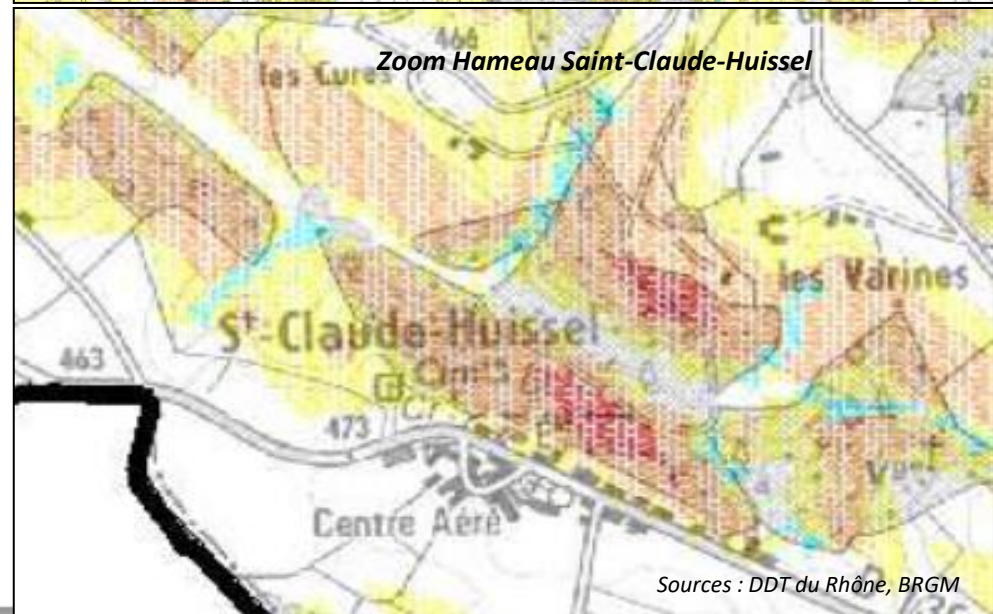 466
Zoom Hameau Saint-Claude-Huissel
les Cures
542
les Varines
St-Claude-Huissel
463
473
Centre Aéré
Sources : DDT du Rhône, BRGM